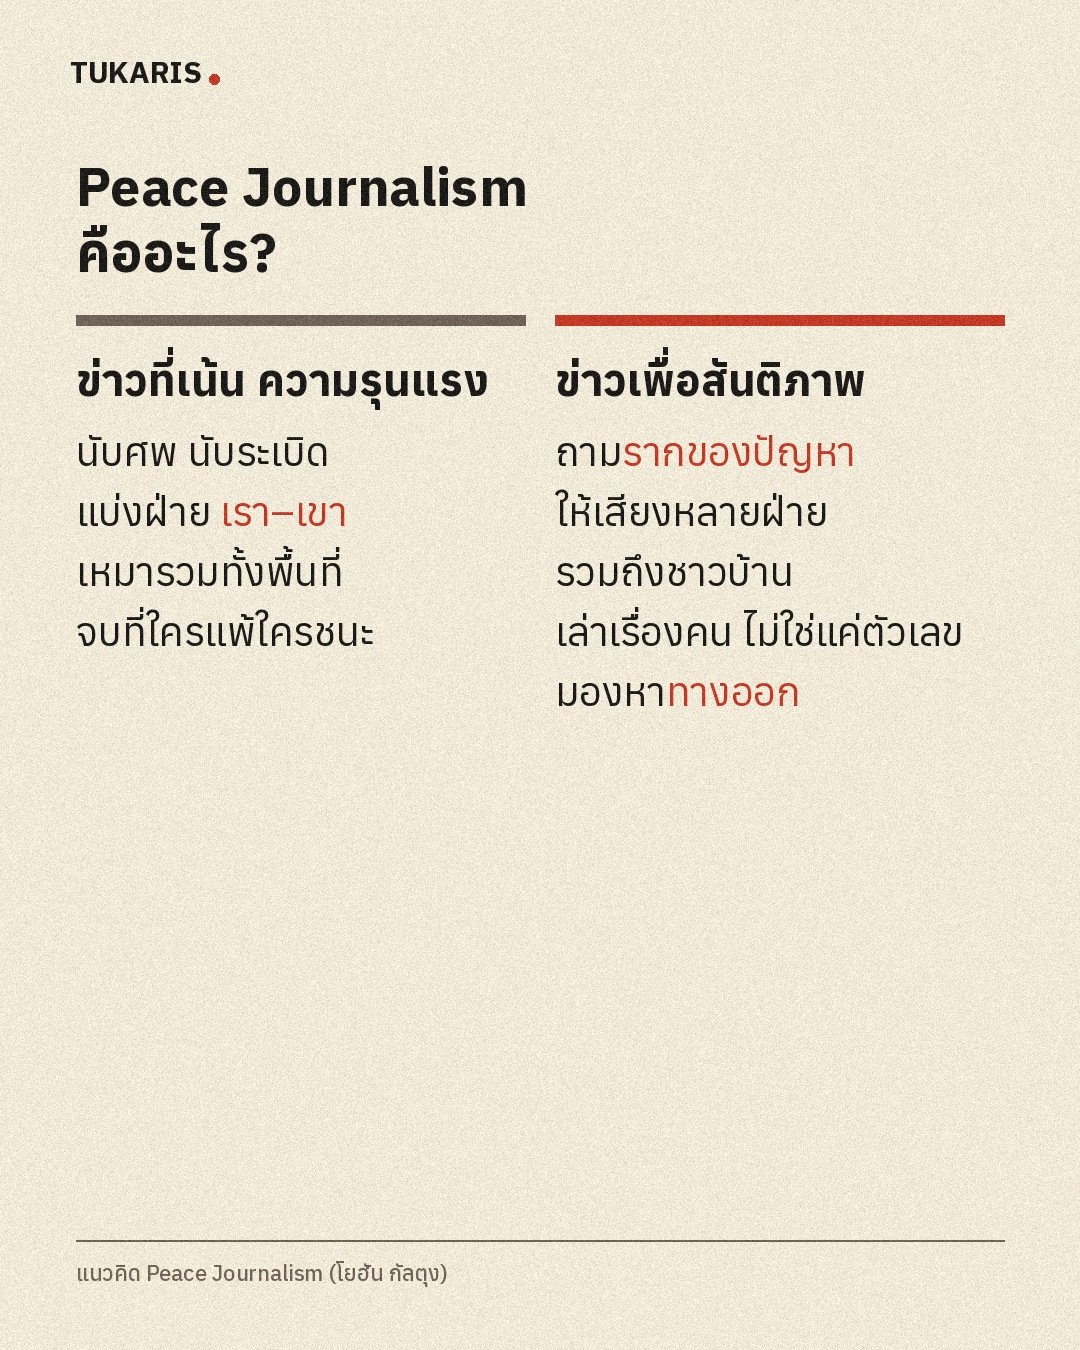 TUKARIS
Peace Journalism
คืออะไร?
ข่าวที่เน้น ความรุนแรง
นับศพ นับระเบิด
แบ่งฝ่าย เรา–เขา
เหมารวมทั้งพื้นที่
จบที่ใครแพ้ใครชนะ
ข่าวเพื่อสันติภาพ
ถามรากของปัญหา
ให้เสียงหลายฝ่าย
รวมถึงชาวบ้าน
เล่าเรื่องคน ไม่ใช่แค่ตัวเลข
มองหาทางออก
แนวคิด Peace Journalism (โยฮัน กัลตุง)